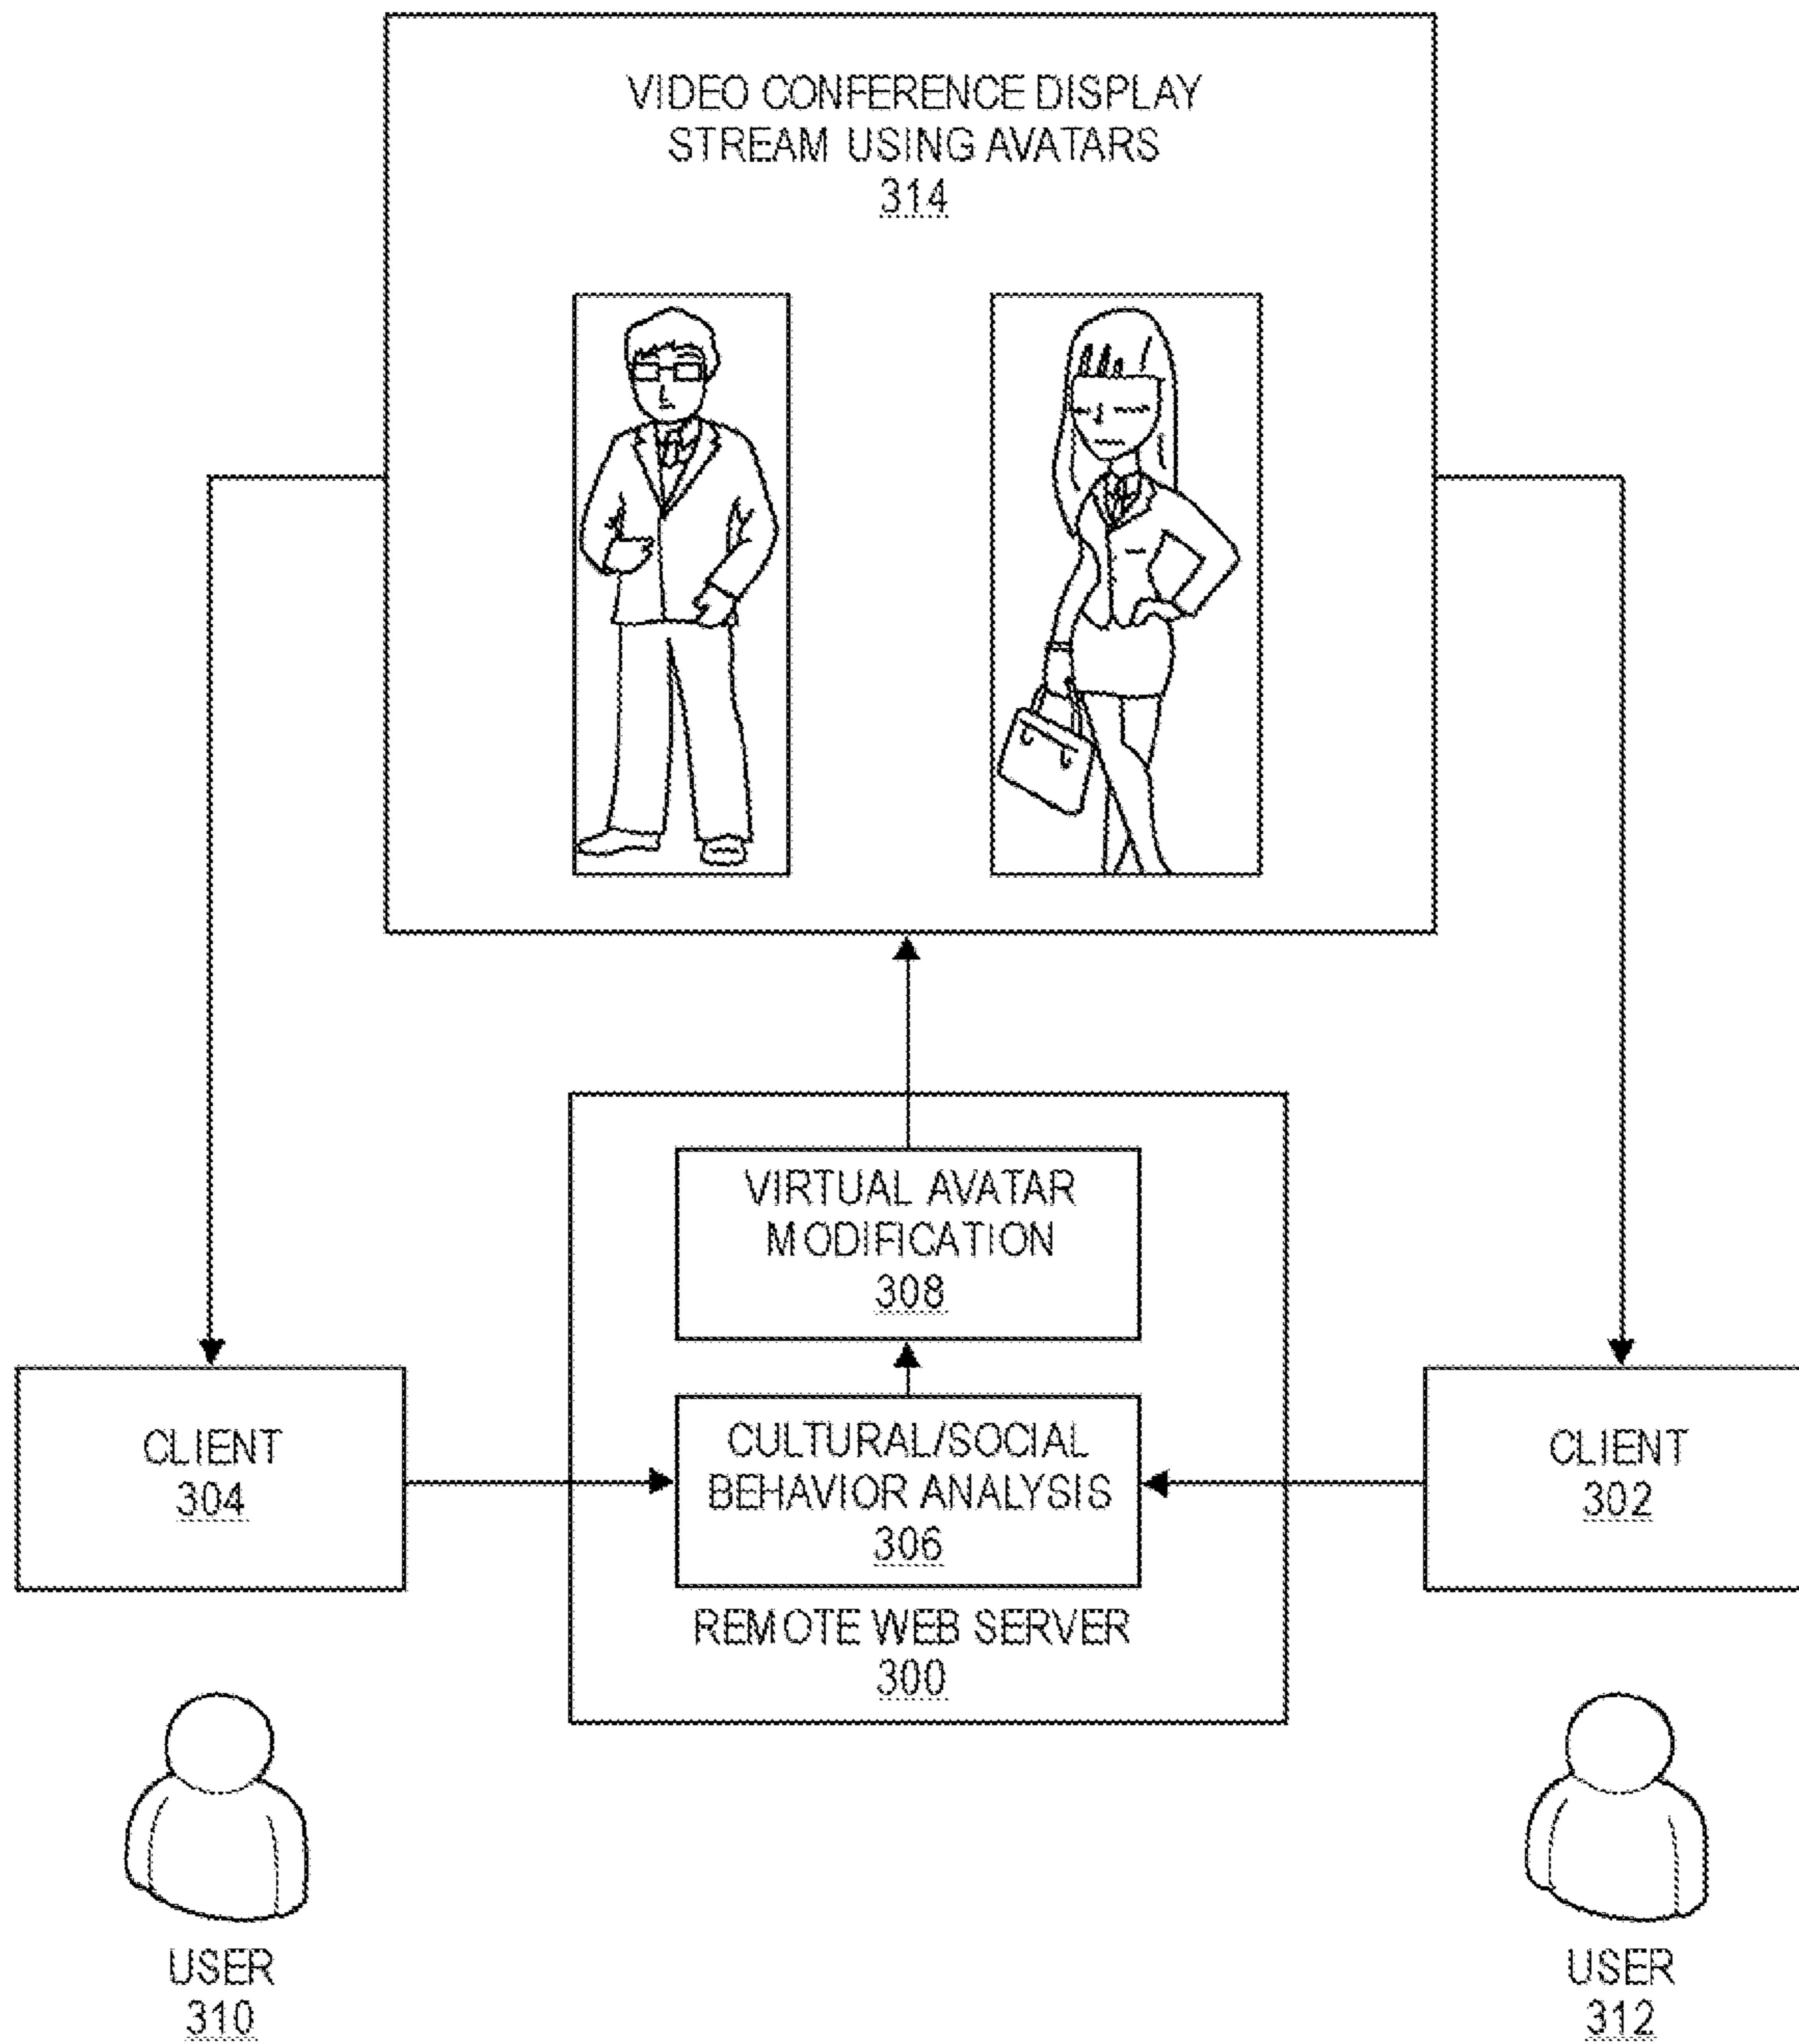 VIDEO CONFERENCE DISPLAY
STREAM USING AVATARS
314
VIRTUAL AVATAR
MODIFICATION
308
CLIENT
304
CULTURAL/SOCIAL
BEHAVIOR ANALYSIS
306
CLIENT
302
REMOTE WEB SERVER
300
USER
310
USER
312